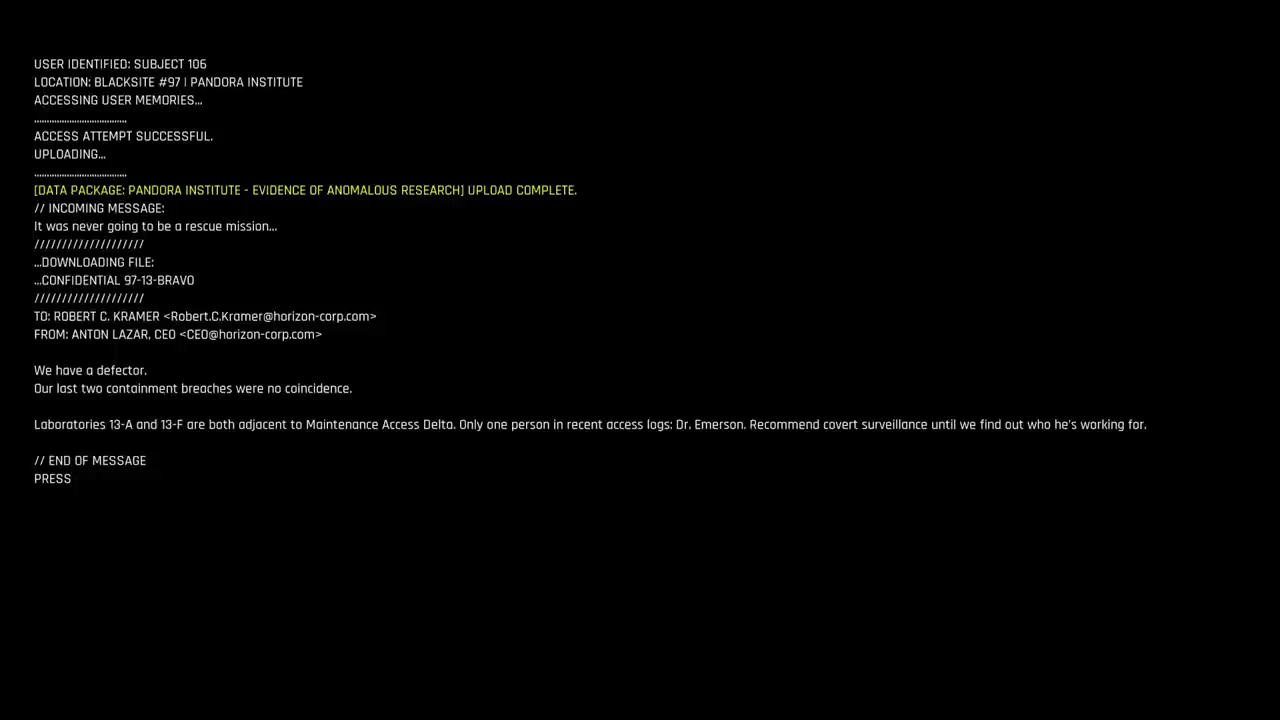 USER IDENTIFIED: SUBJECT 106
LOCATION: BLACKSITE #97 | PANDORA INSTITUTE
ACCESSING USER MEMORIES...
.....................................
ACCESS ATTEMPT SUCCESSFUL.
UPLOADING...
.....................................
[DATA PACKAGE: PANDORA INSTITUTE - EVIDENCE OF ANOMALOUS RESEARCH] UPLOAD COMPLETE.
// INCOMING MESSAGE:
It was never going to be a rescue mission...
////////////////////
...DOWNLOADING FILE:
...CONFIDENTIAL 97-13-BRAVO
////////////////////
TO: ROBERT C. KRAMER <Robert.C.Kramer@horizon-corp.com>
FROM: ANTON LAZAR, CEO <CEO@horizon-corp.com>
We have a defector.
Our last two containment breaches were no coincidence.
Laboratories 13-A and 13-F are both adjacent to Maintenance Access Delta. Only one person in recent access logs: Dr. Emerson. Recommend covert surveillance until we find out who he's working for.
// END OF MESSAGE
PRESS